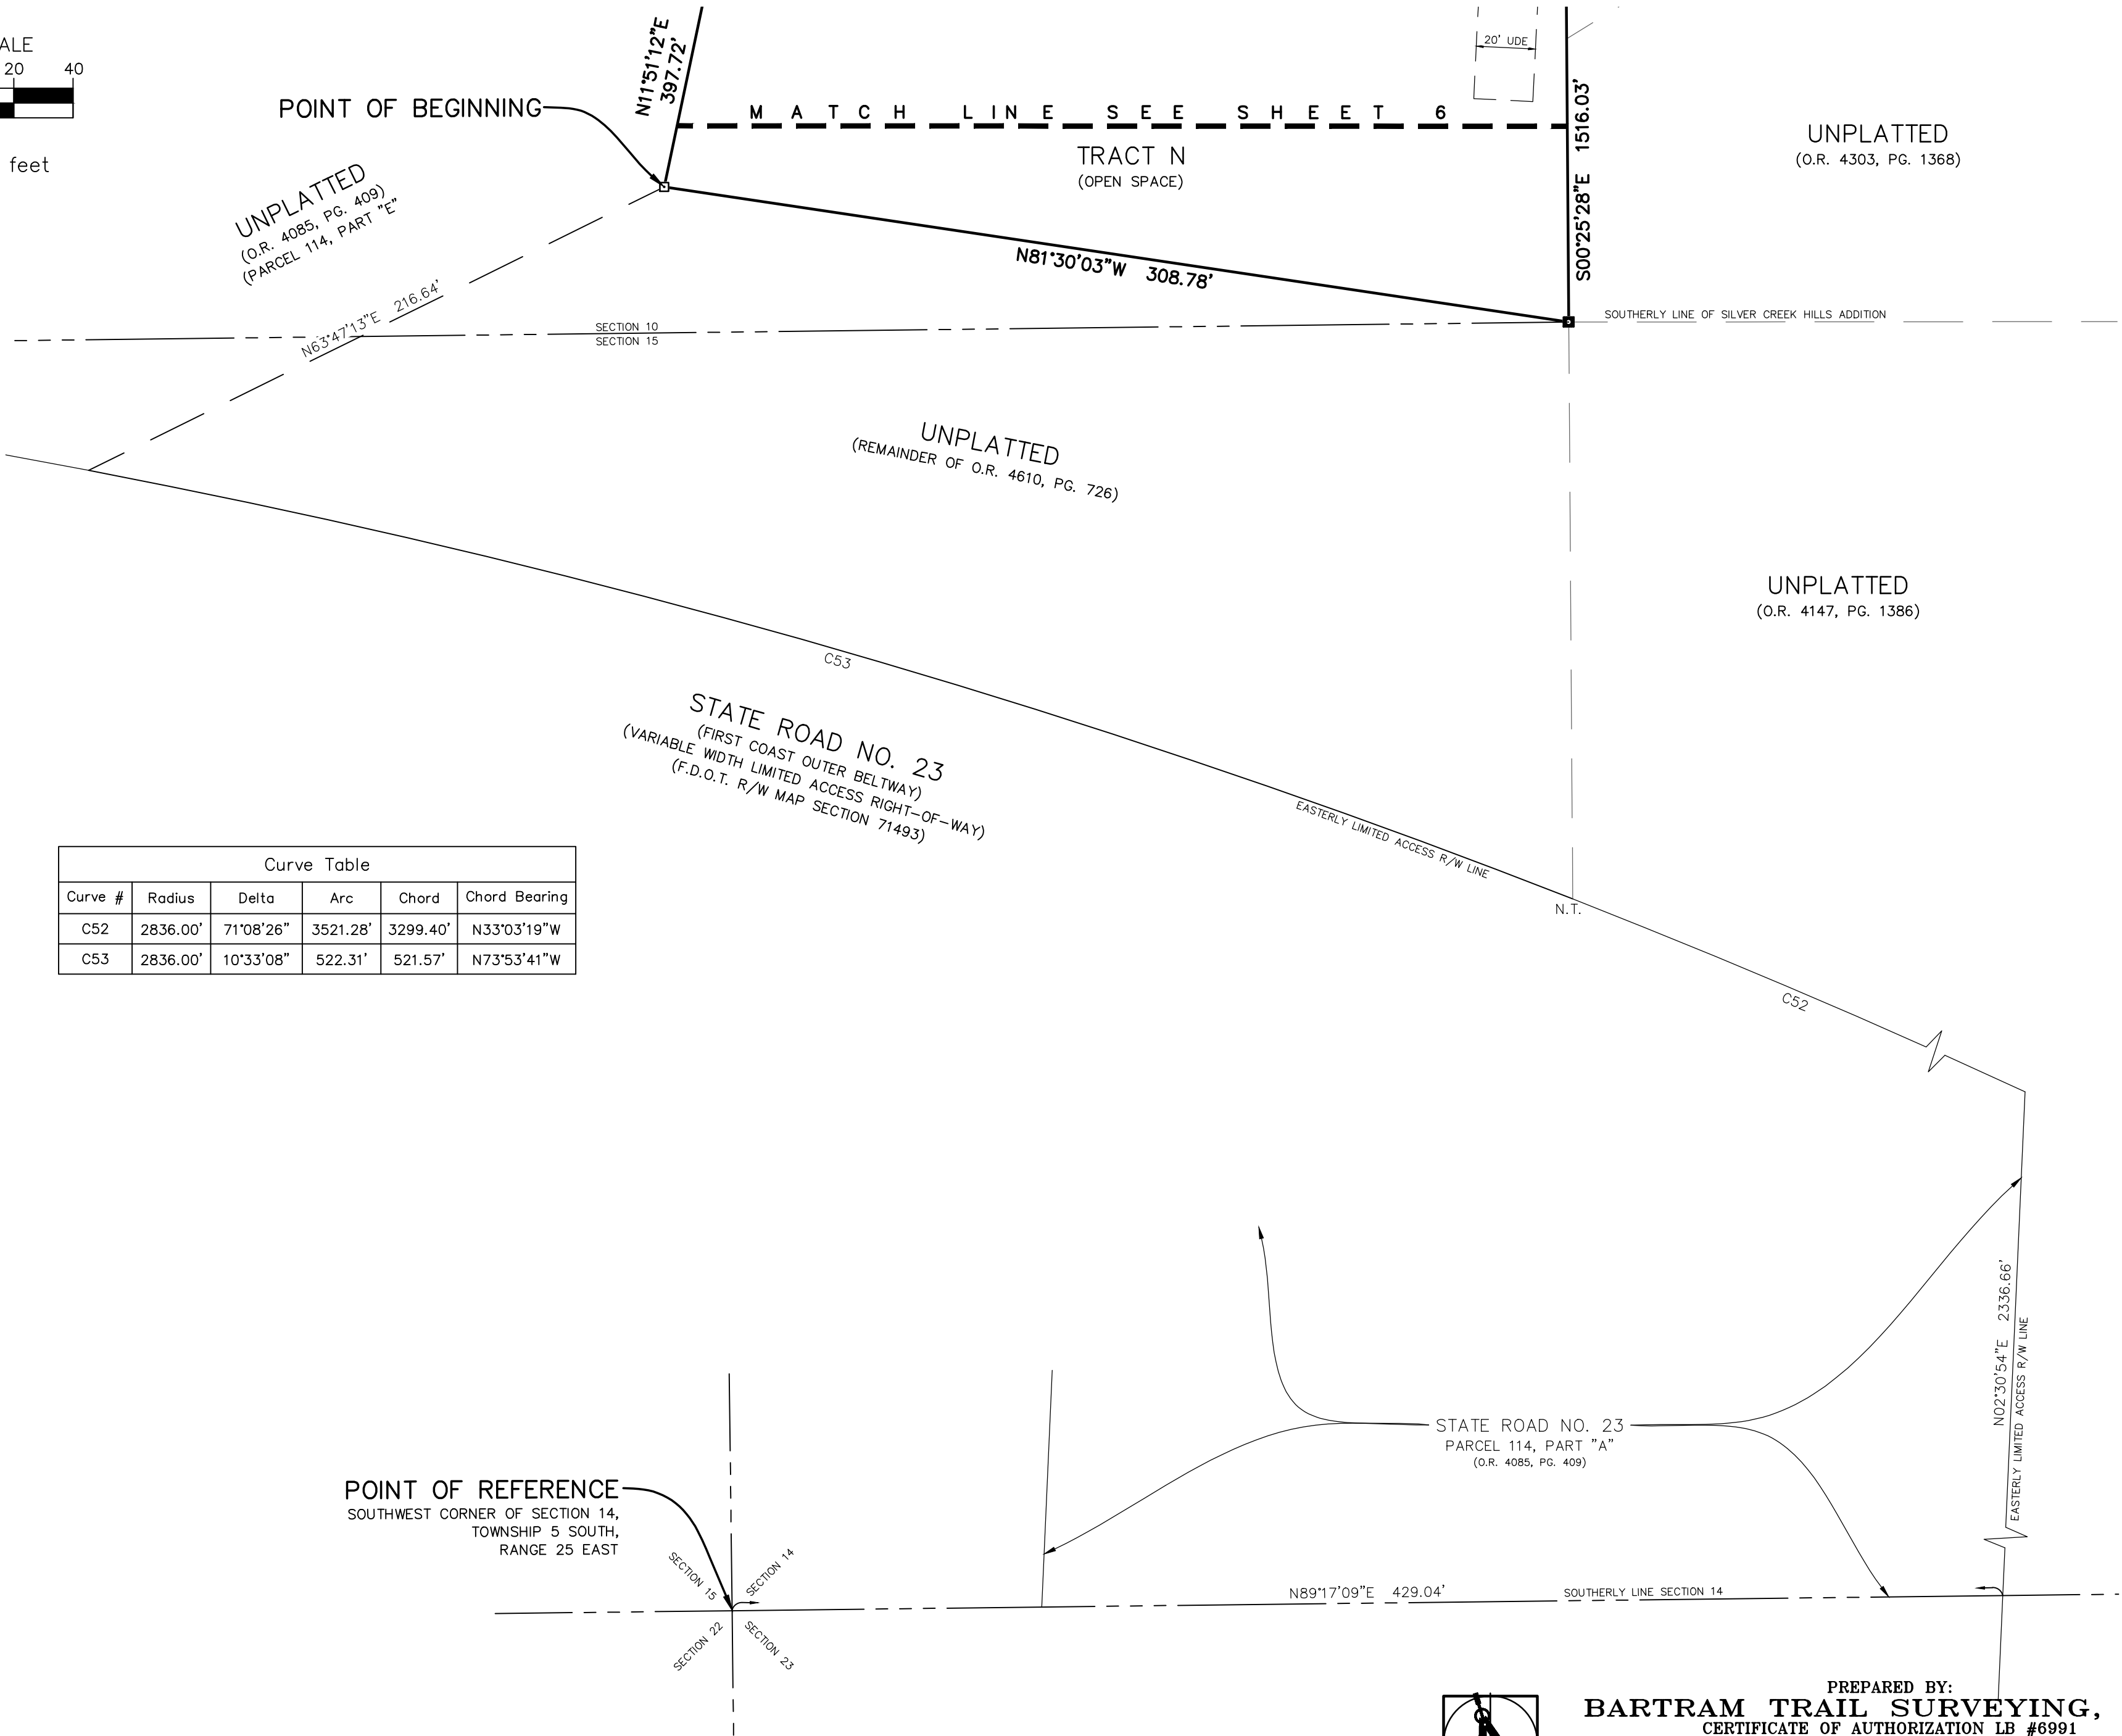 ALE
20 40
feet
POINT OF BEGINNING
N11°51'12"E
397.72'
20' UDE
MATCH LINE SEE SHEET 6
TRACT N
(OPEN SPACE)
S00°25'28"E 1516.03'
UNPLATTED
(O.R. 4303, PG. 1368)
UNPLATTED
(O.R. 4085, PG. 409)
(PARCEL 114, PART "E"
N81°30'03"W 308.78'
N63°47'13"E 216.64'
SECTION 10
SECTION 15
SOUTHERLY LINE OF SILVER CREEK HILLS ADDITION
UNPLATTED
(REMAINDER OF O.R. 4610, PG. 726)
UNPLATTED
(O.R. 4147, PG. 1386)
C53
STATE ROAD NO. 23
(FIRST COAST OUTER BELTWAY)
(VARIABLE WIDTH LIMITED ACCESS RIGHT-OF-WAY)
(F.D.O.T. R/W MAP SECTION 71493)
EASTERLY LIMITED ACCESS R/W LINE
N.T.
C52
Curve Table
Curve # Radius Delta Arc Chord Chord Bearing
C52 2836.00' 71°08'26" 3521.28' 3299.40' N33°03'19"W
C53 2836.00' 10°33'08" 522.31' 521.57' N73°53'41"W
N02°30'54"E 2336.66'
EASTERLY LIMITED ACCESS R/W LINE
STATE ROAD NO. 23
PARCEL 114, PART "A"
(O.R. 4085, PG. 409)
POINT OF REFERENCE
SOUTHWEST CORNER OF SECTION 14,
TOWNSHIP 5 SOUTH,
RANGE 25 EAST
SECTION 15
SECTION 14
N89°17'09"E 429.04'
SOUTHERLY LINE SECTION 14
SECTION 22
SECTION 23
PREPARED BY:
BARTRAM TRAIL SURVEYING,
CERTIFICATE OF AUTHORIZATION LB #6991